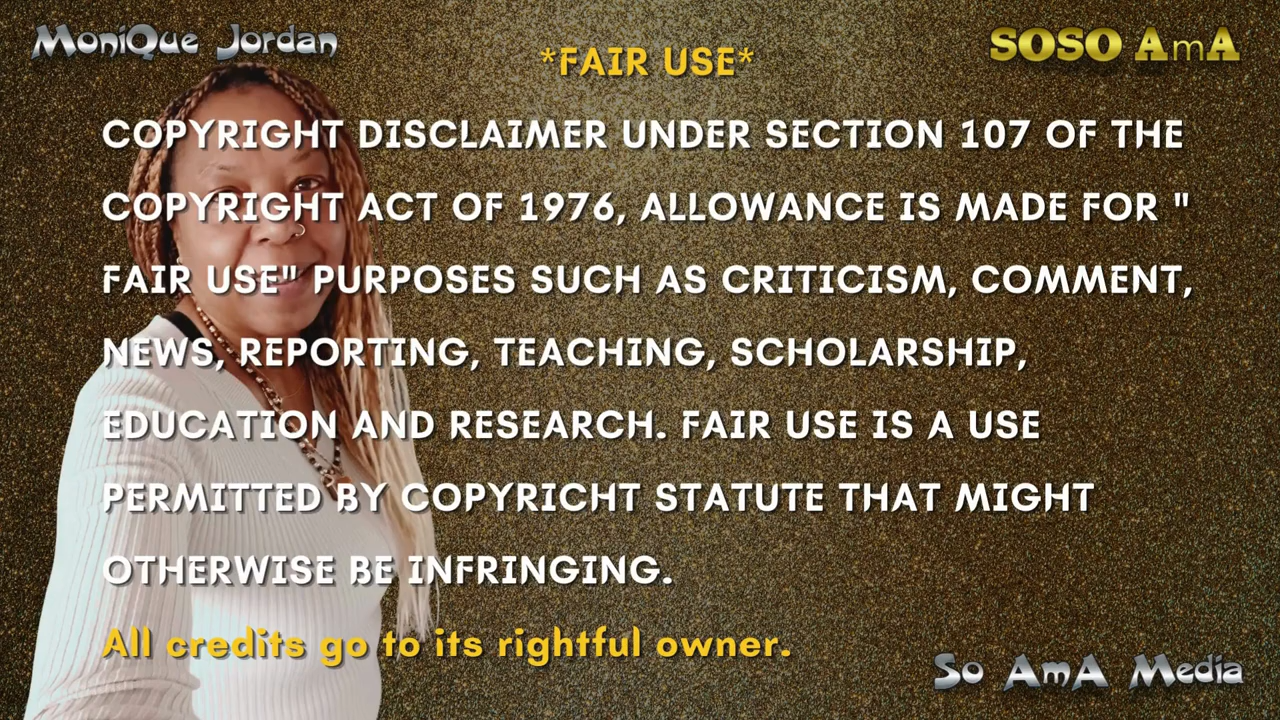 MoniQue Jordan
SOSO AmA
*FAIR USE*
COPYRIGHT DISCLAIMER UNDER SECTION 107 OF THE
COPYRIGHT ACT OF 1976, ALLOWANCE IS MADE FOR "
FAIR USE" PURPOSES SUCH AS CRITICISM, COMMENT,
NEWS, REPORTING, TEACHING, SCHOLARSHIP,
EDUCATION AND RESEARCH. FAIR USE IS A USE
PERMITTED BY COPYRICHT STATUTE THAT MIGHT
OTHERWISE BE INFRINGING.
All credits go to its rightful owner.
So AmA Media